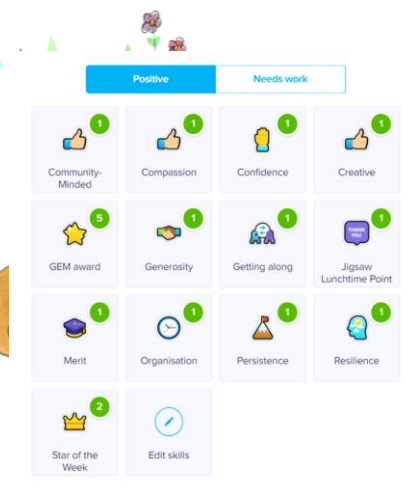 Positive Needs work
1 1 1 1
Community-Minded Compassion Confidence Creative
5 1 1 THANK YOU 1
GEM award Generosity Getting along Jigsaw Lunchtime Point
1 1 1 1
Merit Organisation Persistence Resilience
2
Star of the Week Edit skills